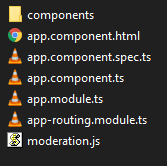 components
app.component.html
app.component.spec.ts
app.component.ts
app.module.ts
app-routing.module.ts
moderation.js